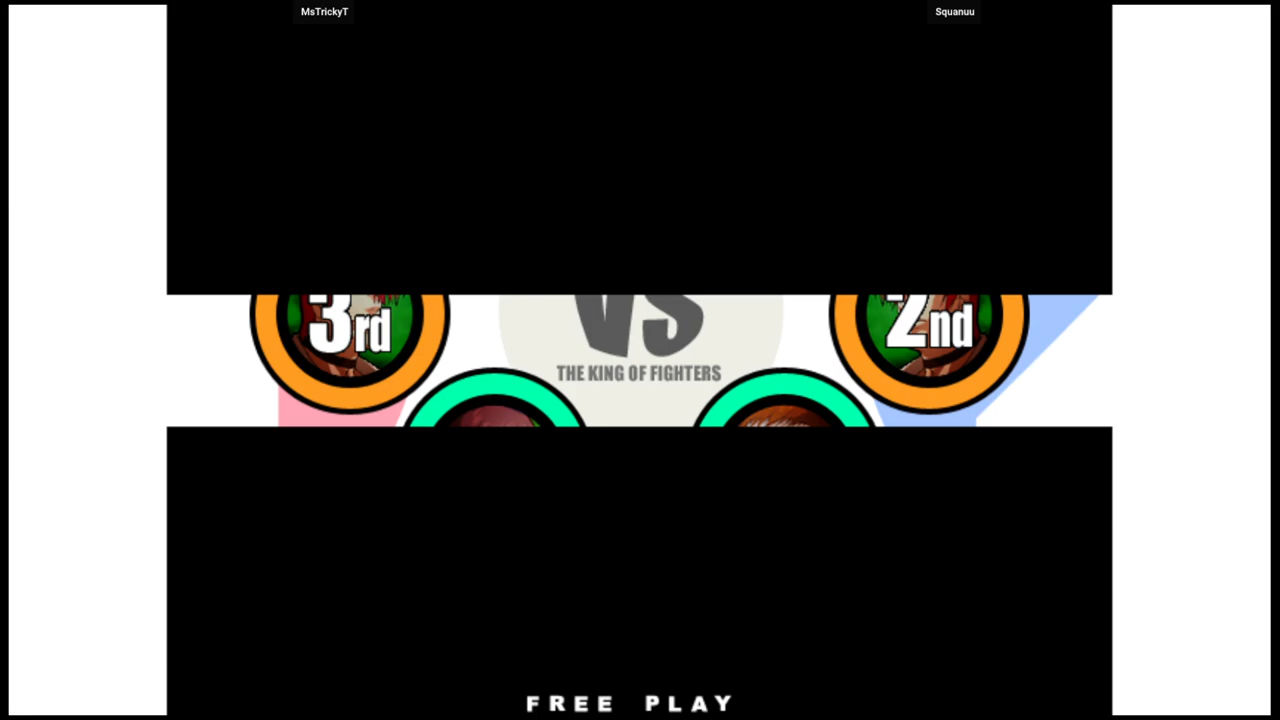 MsTrickyT
Squanuu
3rd
VS
2nd
THE KING OF FIGHTERS
FREE PLAY